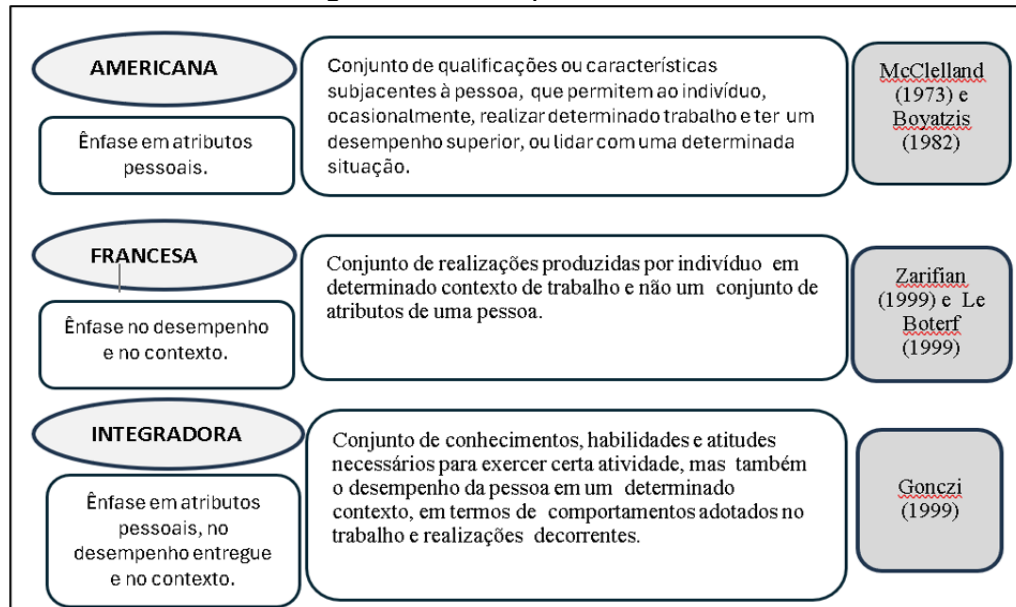 AMERICANA
Ênfase em atributos
pessoais.
Conjunto de qualificações ou características
subjacentes à pessoa, que permitem ao indivíduo,
ocasionalmente, realizar determinado trabalho e ter um
desempenho superior, ou lidar com uma determinada
situação.
McClelland
(1973) e
Boyatzis
(1982)
FRANCESA
Ênfase no desempenho
e no contexto.
Conjunto de realizações produzidas por indivíduo em
determinado contexto de trabalho e não um conjunto de
atributos de uma pessoa.
Zarifian
(1999) e Le
Boterf
(1999)
INTEGRADORA
Ênfase em atributos
pessoais, no
desempenho entregue
e no contexto.
Conjunto de conhecimentos, habilidades e atitudes
necessários para exercer certa atividade, mas também
o desempenho da pessoa em um determinado
contexto, em termos de comportamentos adotados no
trabalho e realizações decorrentes.
Gonczi
(1999)